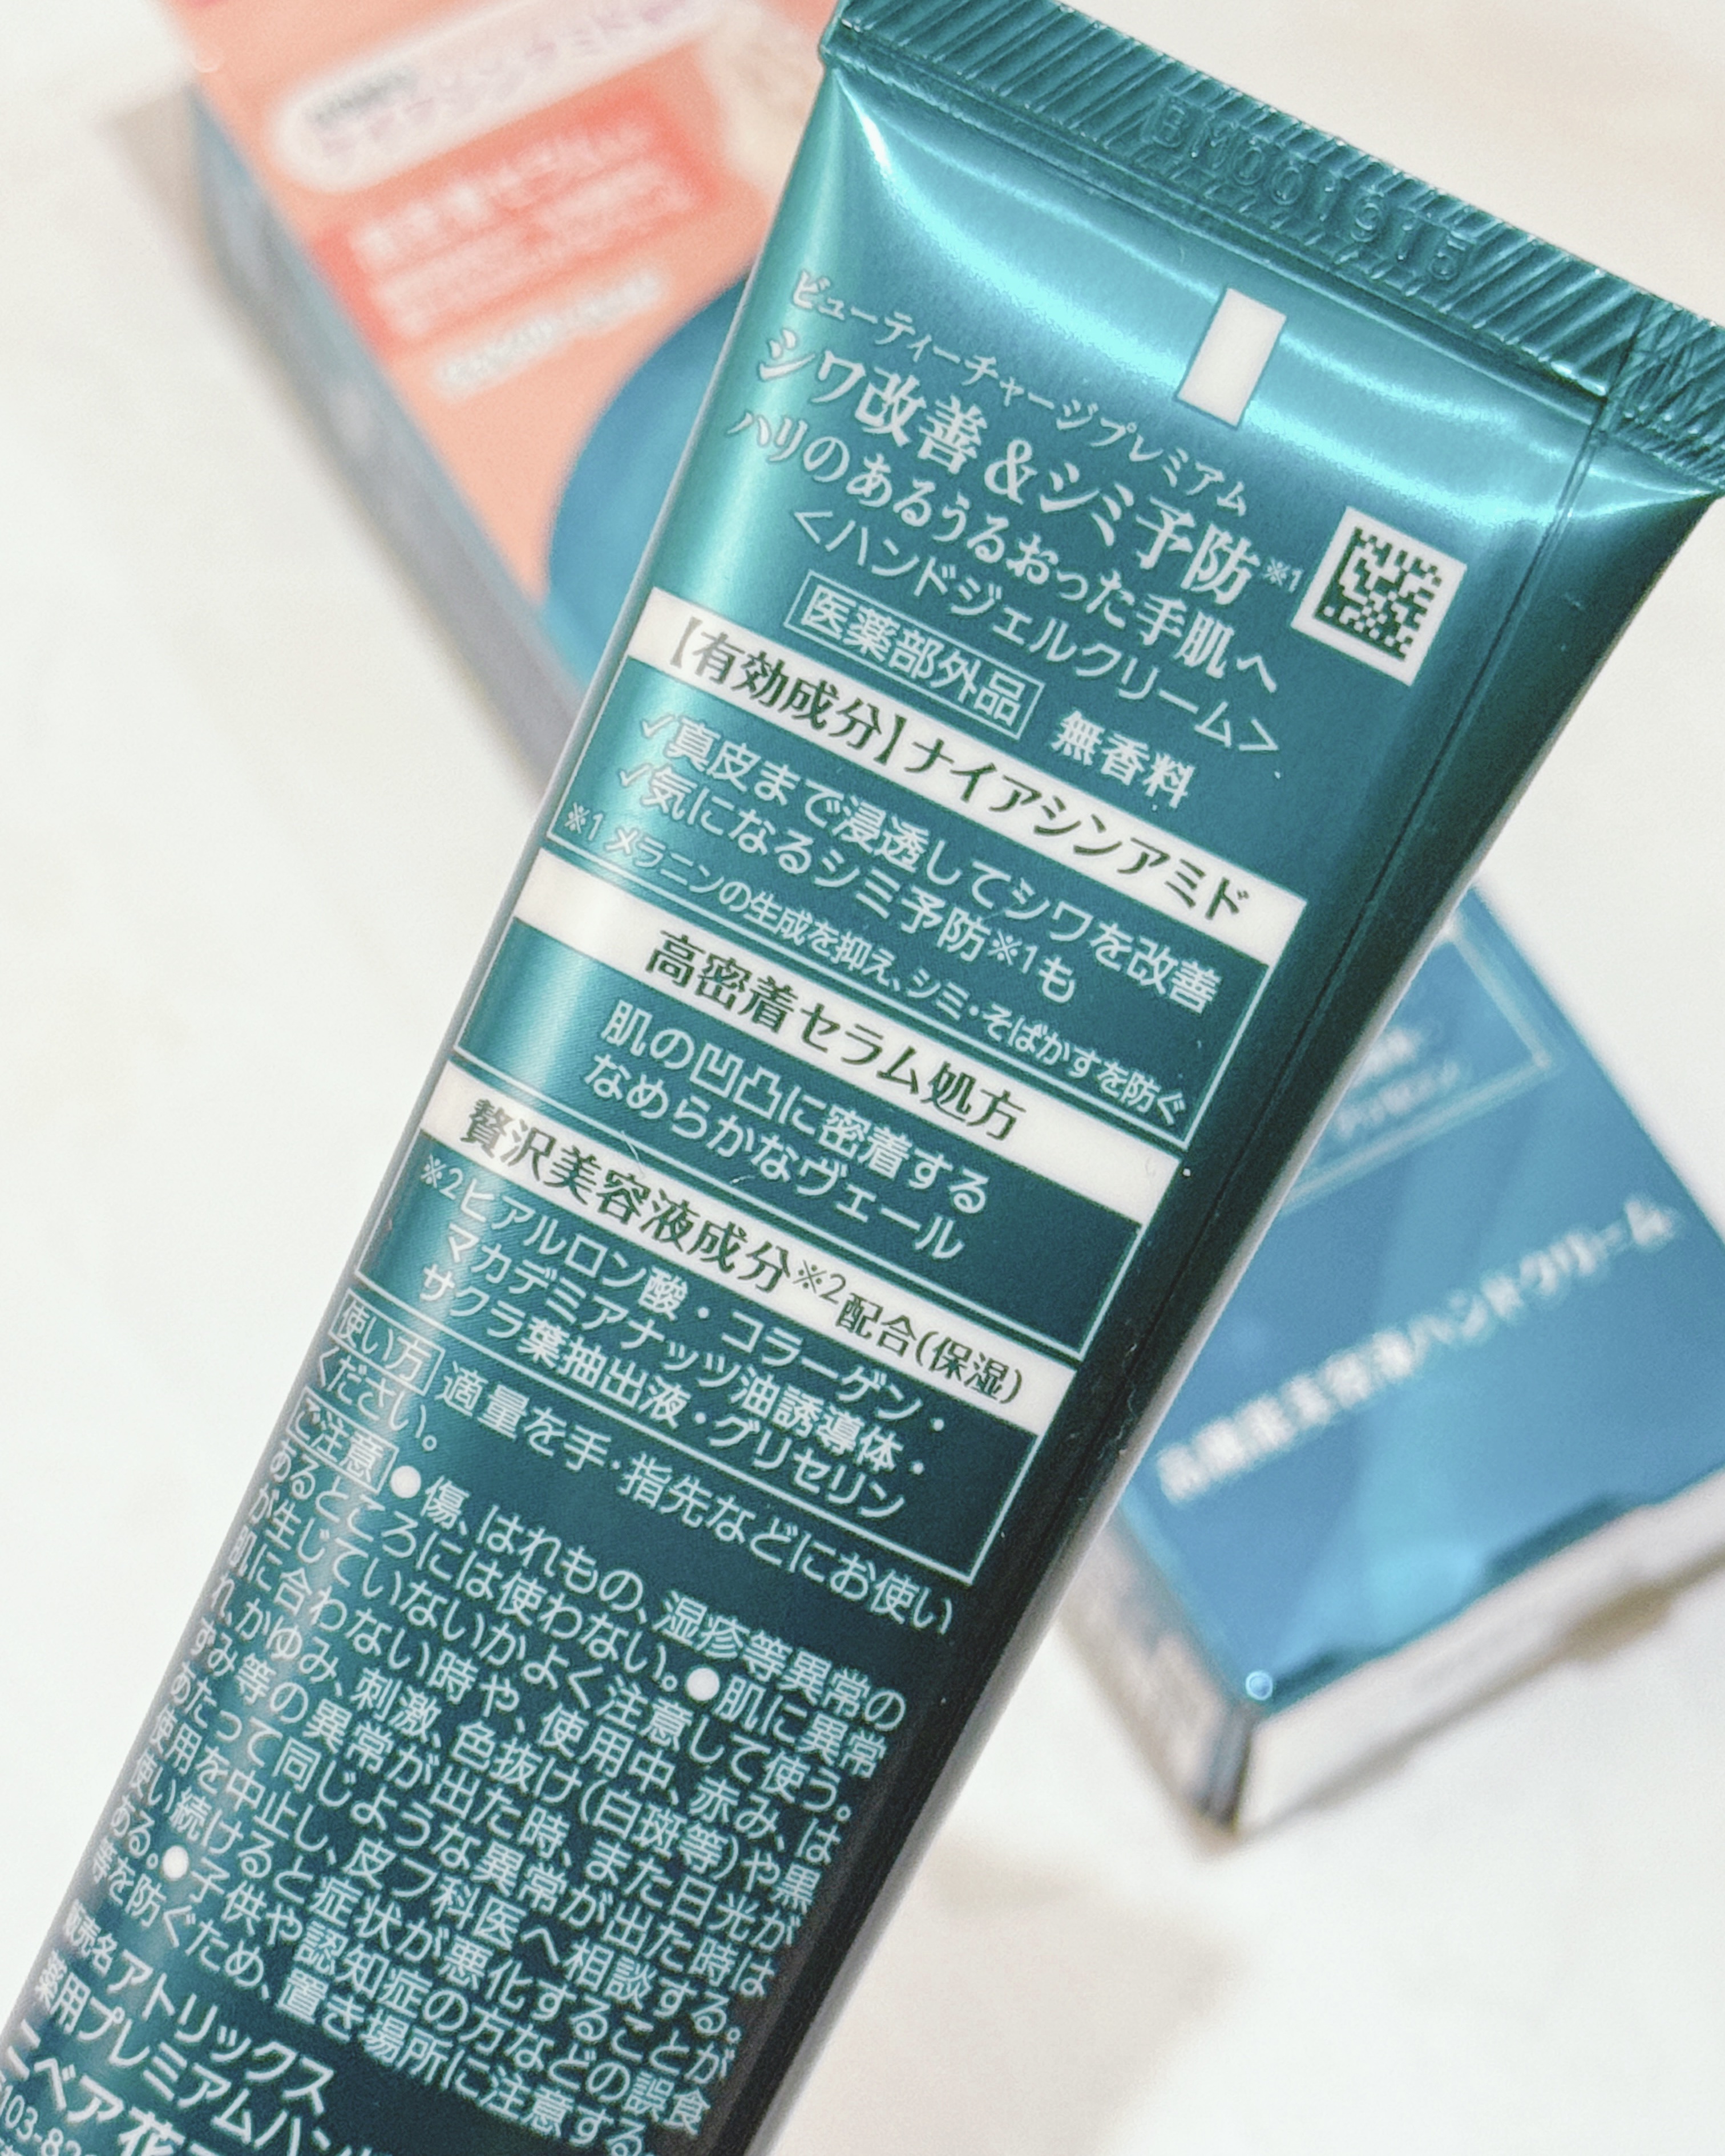 BM001915
ビューティーチャージプレミアム
シワ改善&シミ予防※1
ハリのあるうるおった手肌へ
<ハンドジェルクリーム>
医薬部外品 無香料
【有効成分】ナイアシンアミド
✓真皮まで浸透してシワを改善
✓気になるシミ予防※1も
※1 メラニンの生成を抑え、シミ・そばかすを防ぐ
高密着セラム処方
肌の凹凸に密着する
なめらかなヴェール
贅沢美容液成分※2配合(保湿)
※2ヒアルロン酸・コラーゲン・
マカデミアナッツ油誘導体・
サクラ葉抽出液・グリセリン
使い方 適量を手・指先などにお使い
ください。
ご注意 ●傷、はれもの、湿疹等異常の
あるところには使わない。●肌に異常
が生じていないかよく注意して使う。
肌に合わない時や、使用中、赤み、は
れ、かゆみ、刺激、色抜け(白斑等)や黒
ずみ等の異常が出た時、また日光が
あたって同じような異常が出た時は
使用を中止し、皮フ科医へ相談する。
使い続けると症状が悪化することが
ある。●子供や認知症の方などの誤食
等を防ぐため、置き場所に注意する。
販売名 アトリックス
薬用プレミアムハン
ニベア花
103-82
ハンドクリーム